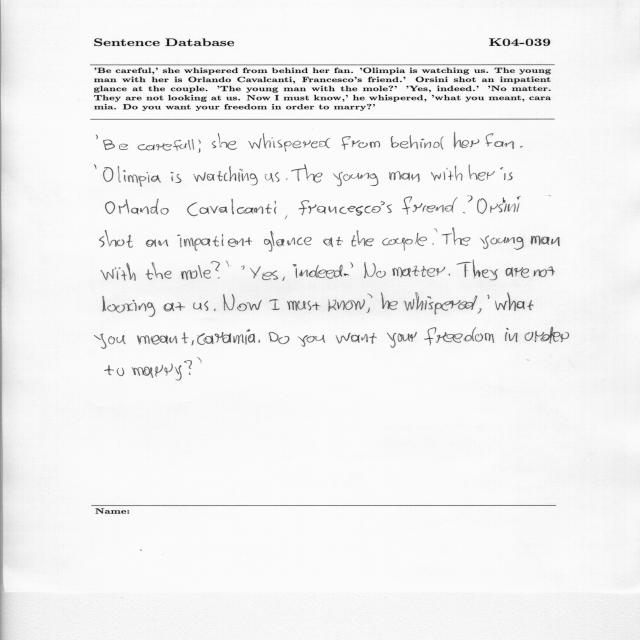 Sentence Database K04-039
'Be careful,' she whispered from behind her fan. 'Olimpia is watching us. The young
man with her is Orlando Cavalcanti, Francesco's friend.' Orsini shot an impatient
glance at the couple. 'The young man with the mole?' 'Yes, indeed.' 'No matter.
They are not looking at us. Now I must know,' he whispered, 'what you meant, cara
mia. Do you want your freedom in order to marry?'
'Be carefull,' she whispered from behind her fan.
'Olimpia is watching us. The young man with her is
Orlando Cavalcanti, francesco's friend.' Orsini
shot an impatient glance at the couple. 'The young man
with the mole?' 'Yes, indeed.' No matter. They are not
looking at us. Now I must know,' he whispered, 'what
you meant, caramia. Do you want your freedom in order
to marry?'
Name: